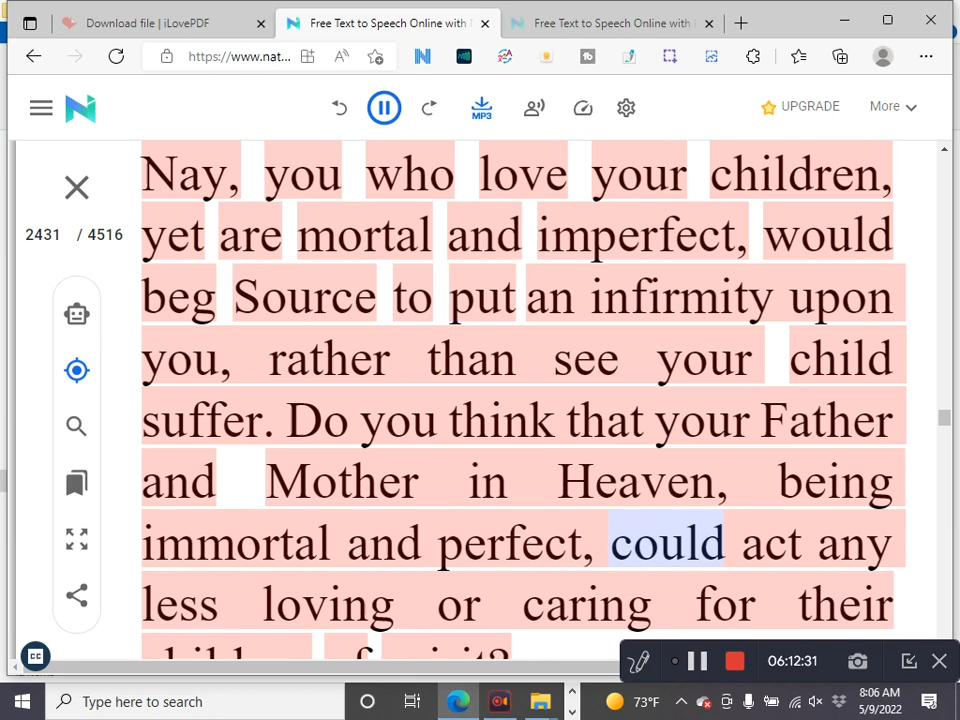 Download file | iLovePDF
Free Text to Speech Online with
Free Text to Speech Online with
https://www.nat...
MP3
UPGRADE
More
2431 / 4516
Nay, you who love your children,
yet are mortal and imperfect, would
beg Source to put an infirmity upon
you, rather than see your child
suffer. Do you think that your Father
and Mother in Heaven, being
immortal and perfect, could act any
less loving or caring for their
CC
06:12:31
Type here to search
73°F
8:06 AM
5/9/2022